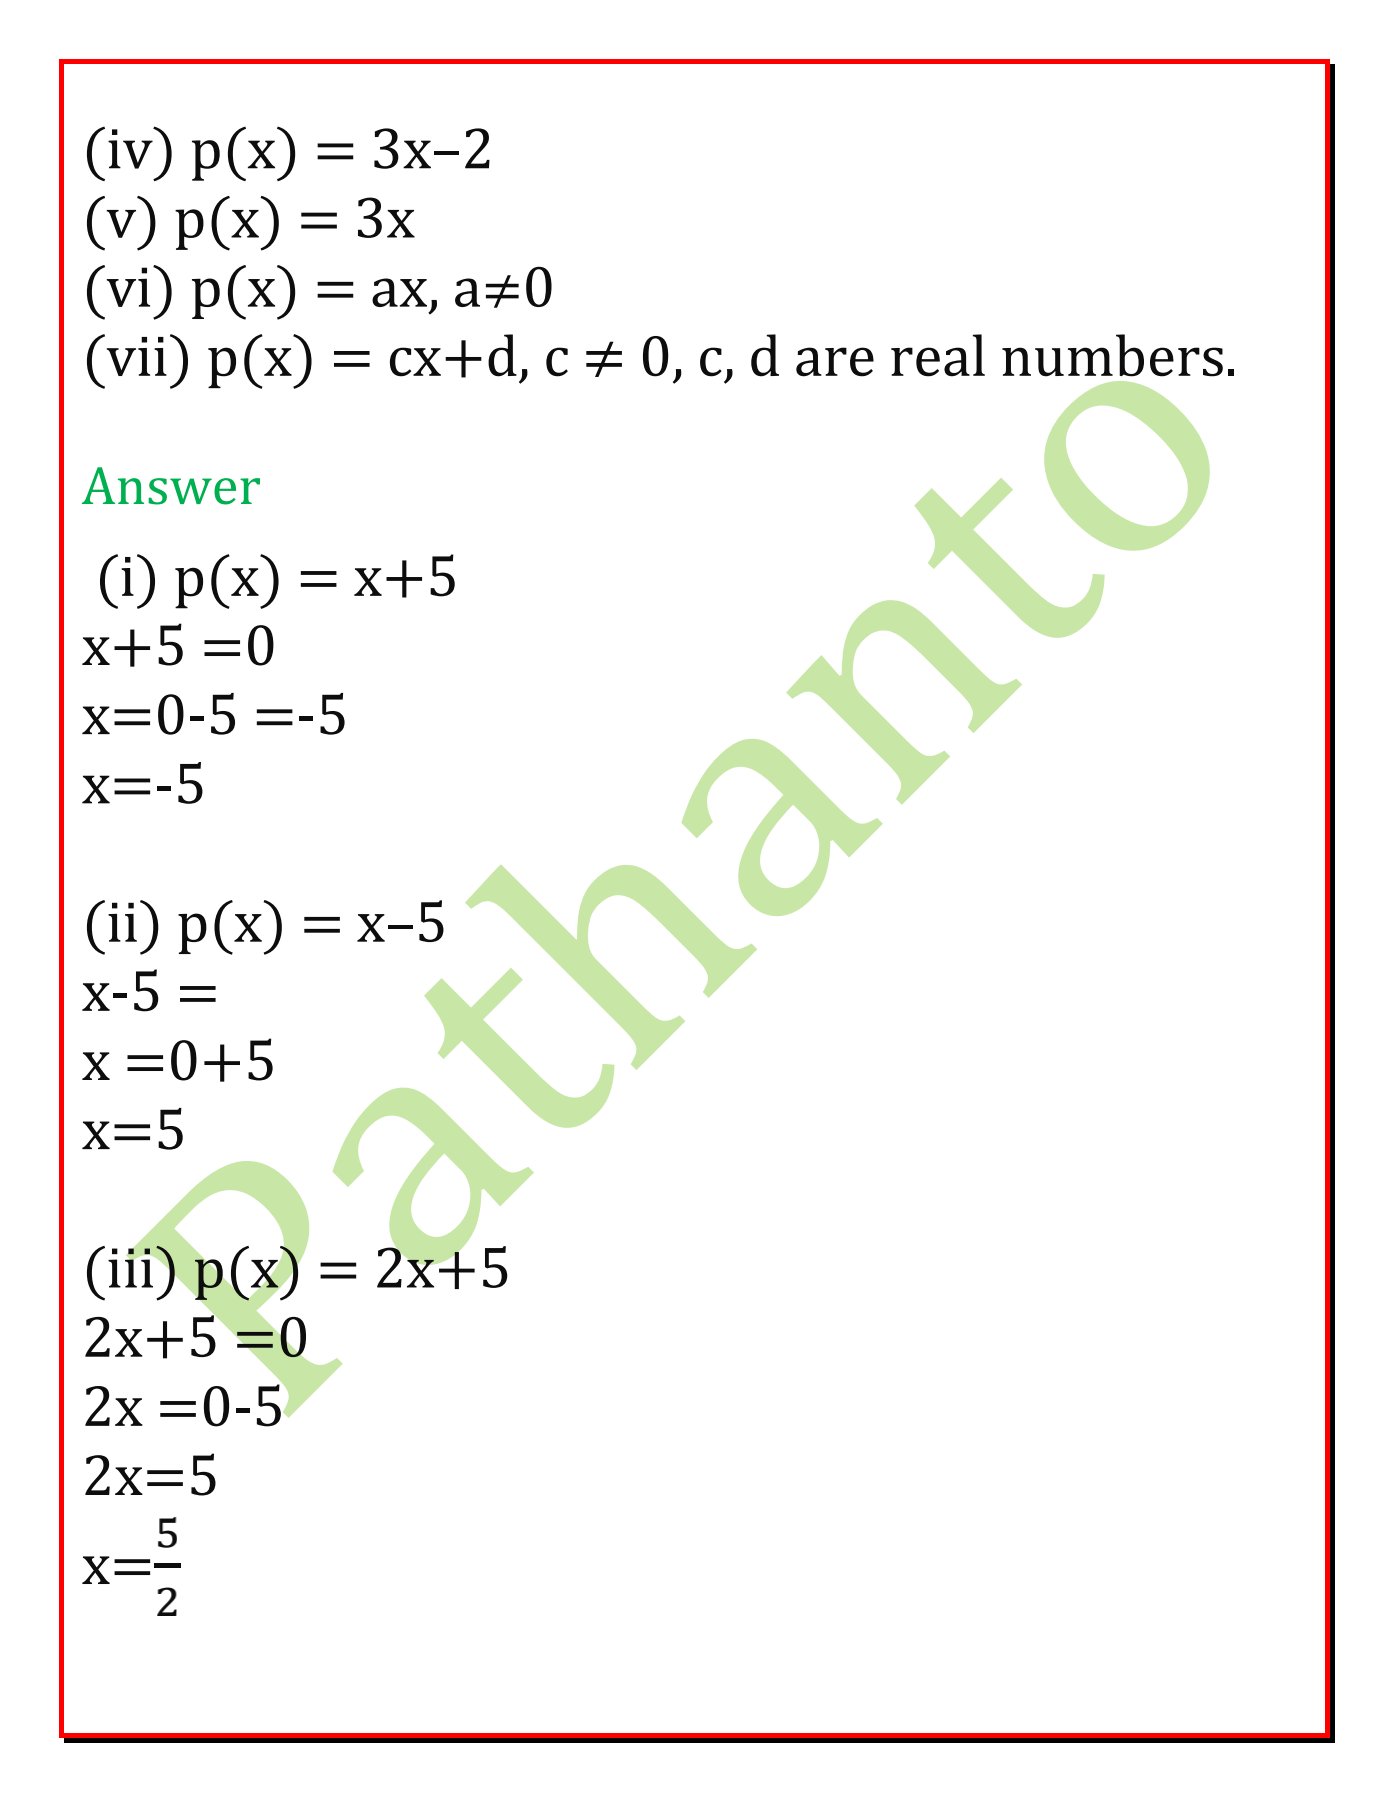 (iv) p(x) = 3x–2
(v) p(x) = 3x
(vi) p(x) = ax, a≠0
(vii) p(x) = cx+d, c ≠ 0, c, d are real numbers.
Answer
(i) p(x) = x+5
x+5 =0
x=0-5 =-5
x=-5
(ii) p(x) = x–5
x-5 =
x =0+5
x=5
(iii) p(x) = 2x+5
2x+5 =0
2x =0-5
2x=5
x=5/2
Pathanto